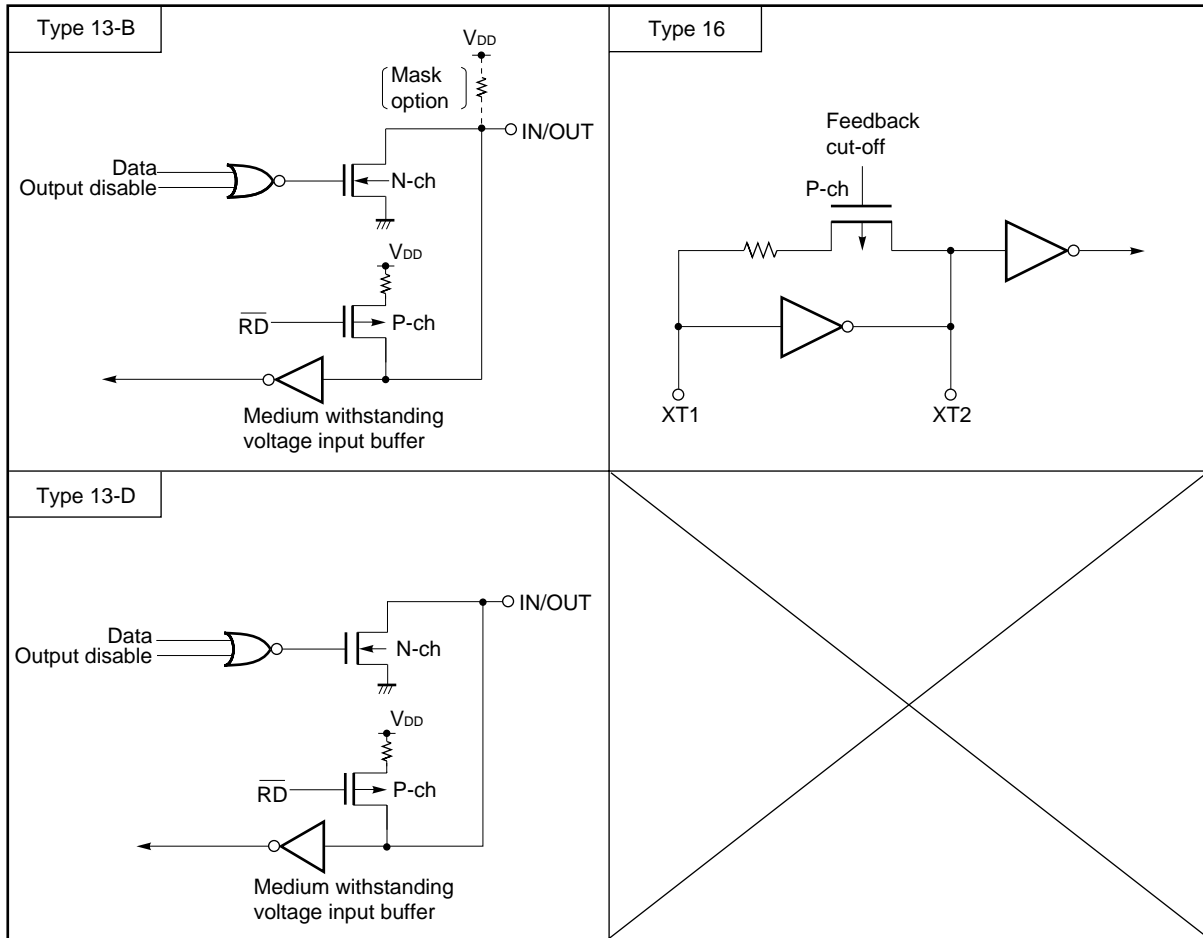 Type 13-B
VDD
Mask
option
IN/OUT
Data
Output disable
N-ch
VDD
RD
P-ch
Medium withstanding
voltage input buffer
Type 16
Feedback
cut-off
P-ch
XT1
XT2
Type 13-D
IN/OUT
Data
Output disable
N-ch
VDD
RD
P-ch
Medium withstanding
voltage input buffer